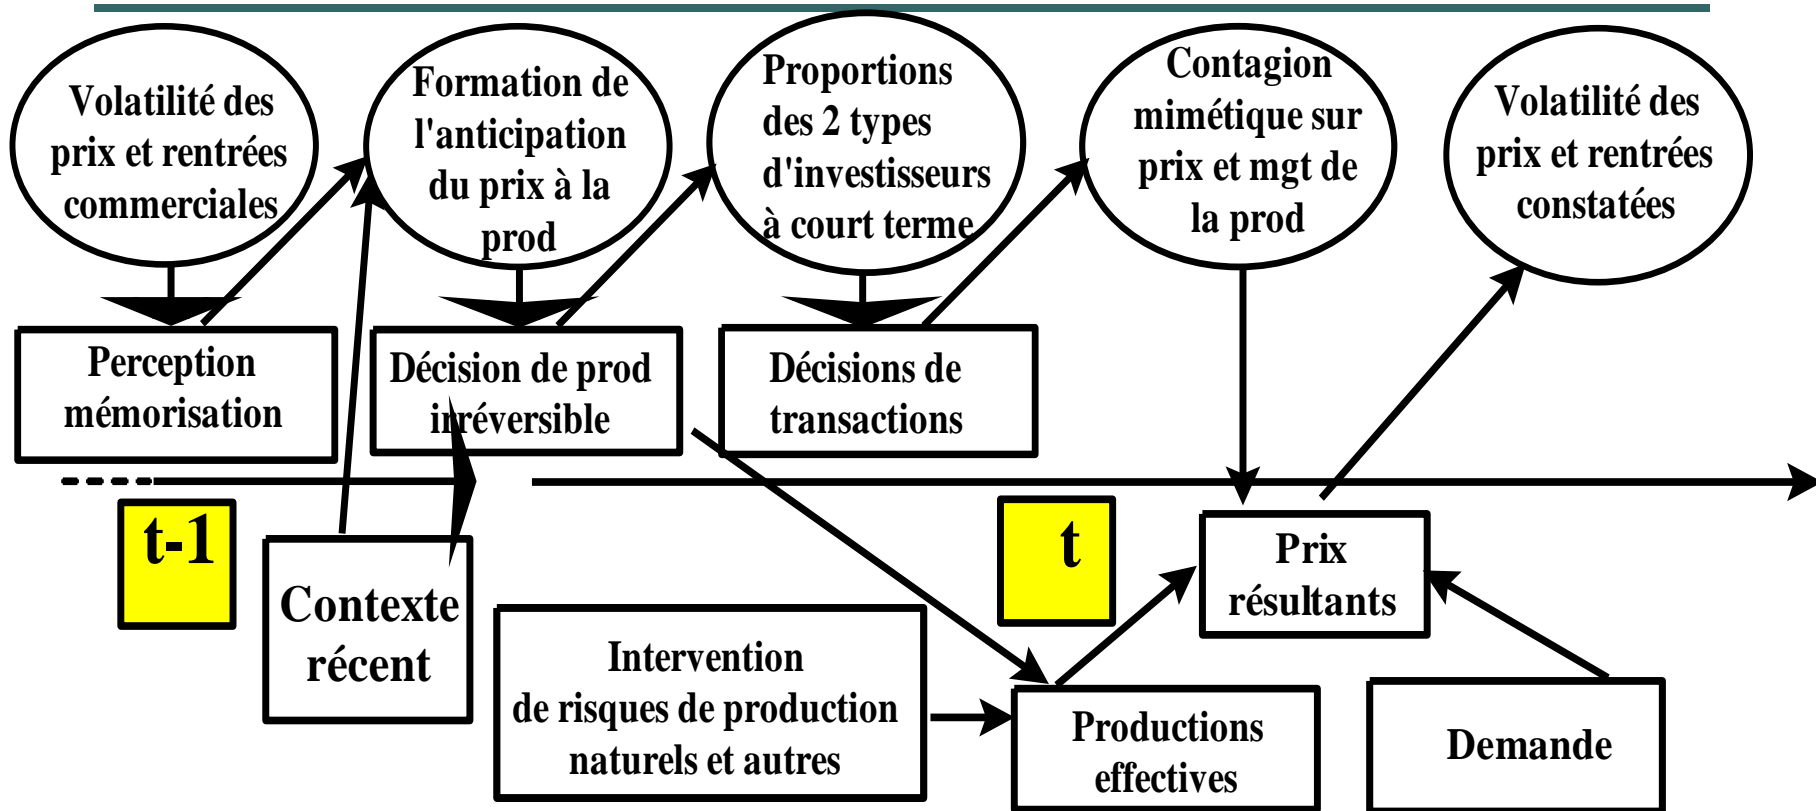 Volatilité des
prix et rentrées
commerciales
Formation de
l'anticipation
du prix à la
prod
Proportions
des 2 types
d'investisseurs
à court terme
Contagion
mimétique sur
prix et mgt de
la prod
Volatilité des
prix et rentrées
constatées
Perception
mémorisation
Décision de prod
irréversible
Décisions de
transactions
t-1
t
Contexte
récent
Prix
résultants
Intervention
de risques de production
naturels et autres
Productions
effectives
Demande